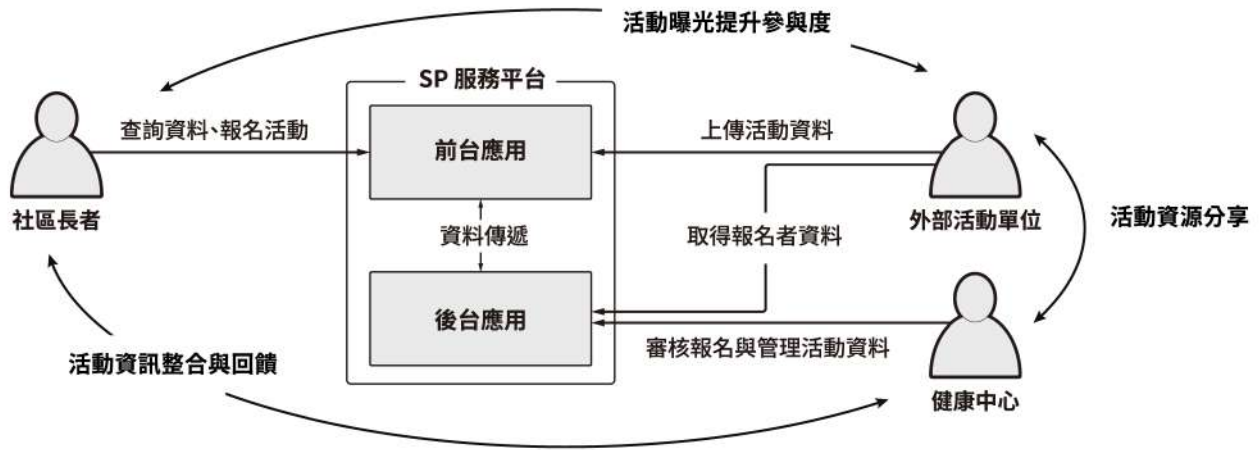 活動曝光提升參與度
SP 服務平台
查詢資料、報名活動
前台應用
上傳活動資料
社區長者
外部活動單位
活動資源分享
資料傳遞
取得報名者資料
後台應用
審核報名與管理活動資料
活動資訊整合與回饋
健康中心